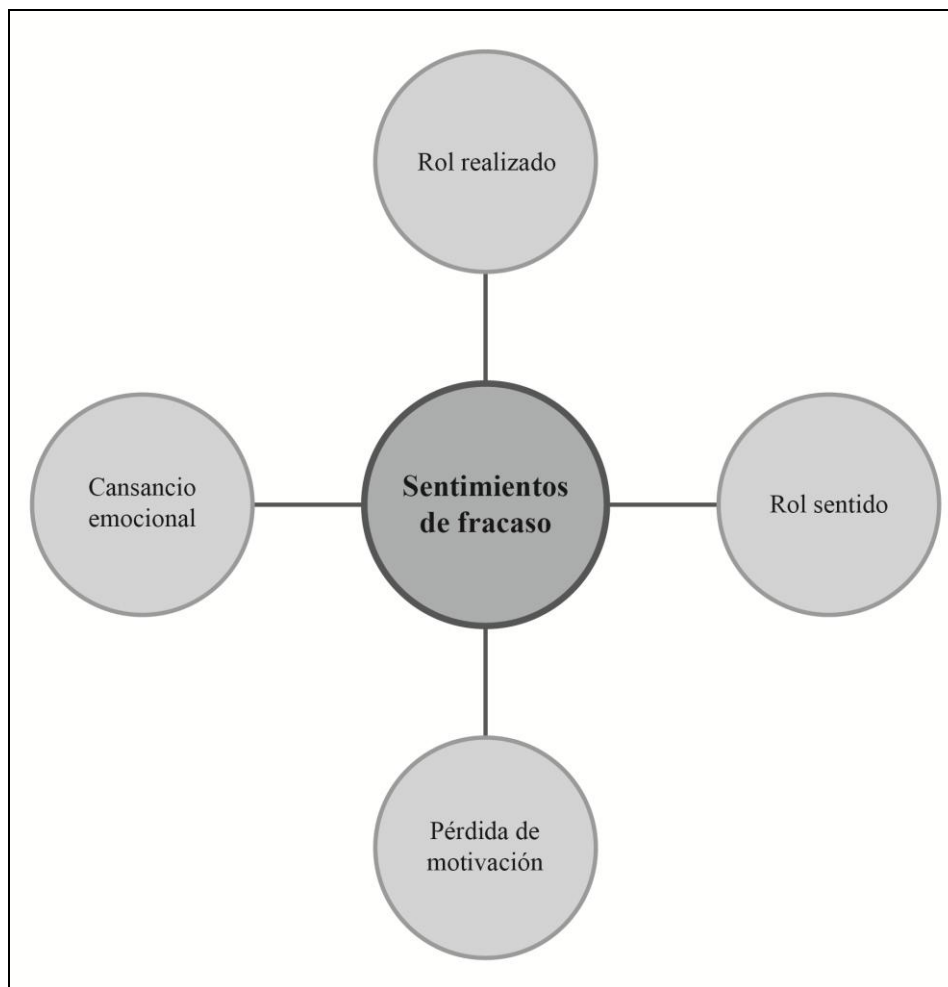 Rol realizado
Cansancio
emocional
Sentimientos
de fracaso
Rol sentido
Pérdida de
motivación